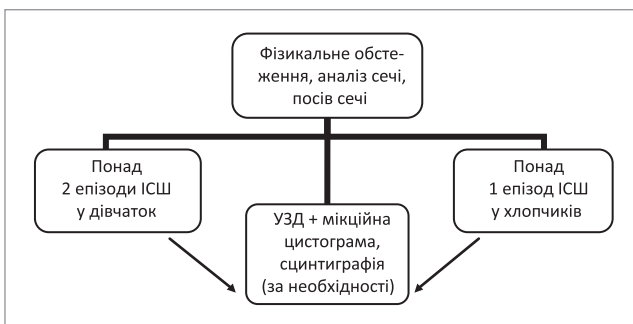 Фізикальне обсте-
ження, аналіз сечі,
посів сечі
Понад
2 епізоди ІСШ
у дівчаток
УЗД + мікційна
цистограма,
сцинтиграфія
(за необхідності)
Понад
1 епізод ІСШ
у хлопчиків